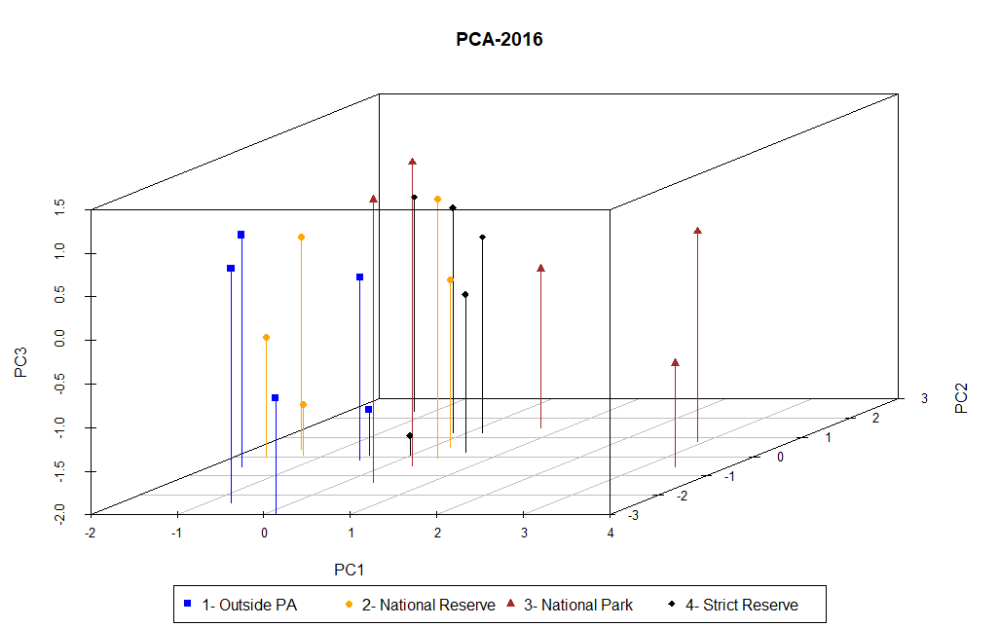 PCA-2016
1.5
1.0
0.5
0.0
-0.5
-1.0
-1.5
-2.0
PC3
-2 -1 0 1 2 3 4
PC1
-3
-2
-1
0
1
2
3
PC2
1- Outside PA 2- National Reserve 3- National Park 4- Strict Reserve